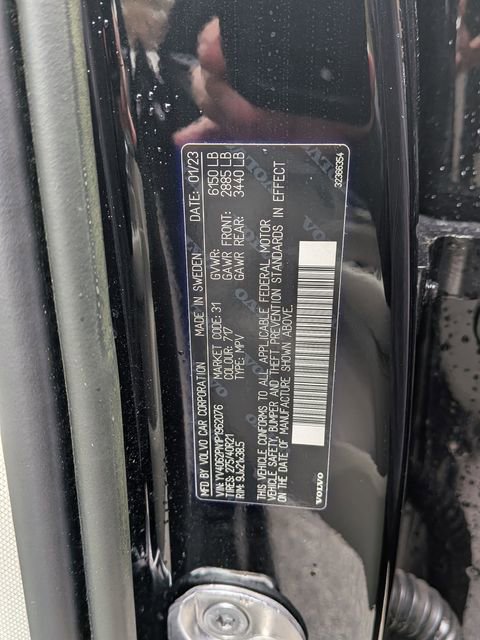 MFD BY VOLVO CAR CORPORATION MADE IN SWEDEN DATE: 01/23
MARKET CODE: 31 GVWR: 6150 LB
TIRES: 275/40R21 COLOUR: 717 GAWR FRONT: 2885 LB
RIM: 9Jx21x38.5 TYPE: MPV GAWR REAR: 3440 LB
THIS VEHICLE CONFORMS TO ALL APPLICABLE FEDERAL MOTOR
VEHICLE SAFETY, BUMPER AND THEFT PREVENTION STANDARDS IN EFFECT
ON THE DATE OF MANUFACTURE SHOWN ABOVE.
VOLVO 32366354